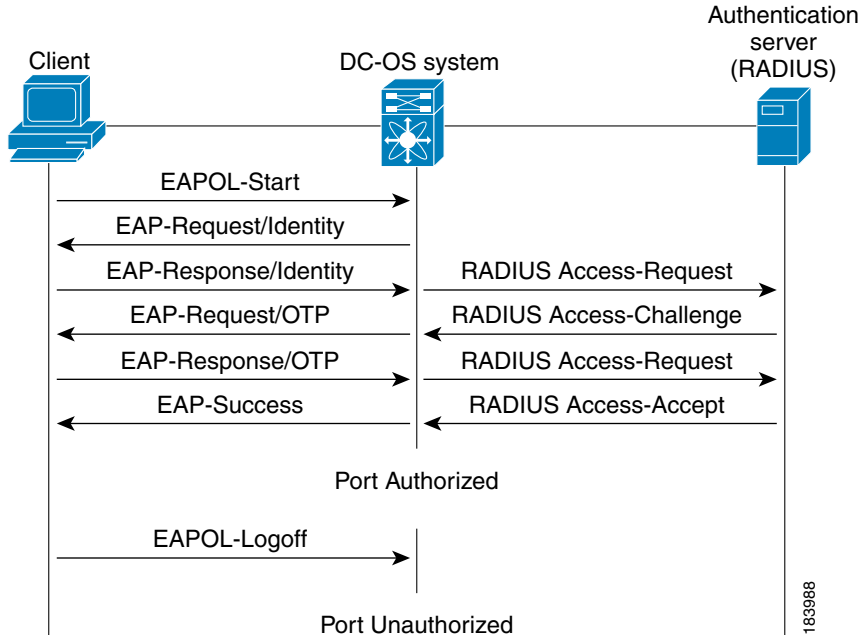 Client
DC-OS system
Authentication
server
(RADIUS)
EAPOL-Start
EAP-Request/Identity
EAP-Response/Identity
RADIUS Access-Request
EAP-Request/OTP
RADIUS Access-Challenge
EAP-Response/OTP
RADIUS Access-Request
EAP-Success
RADIUS Access-Accept
Port Authorized
EAPOL-Logoff
Port Unauthorized
183988